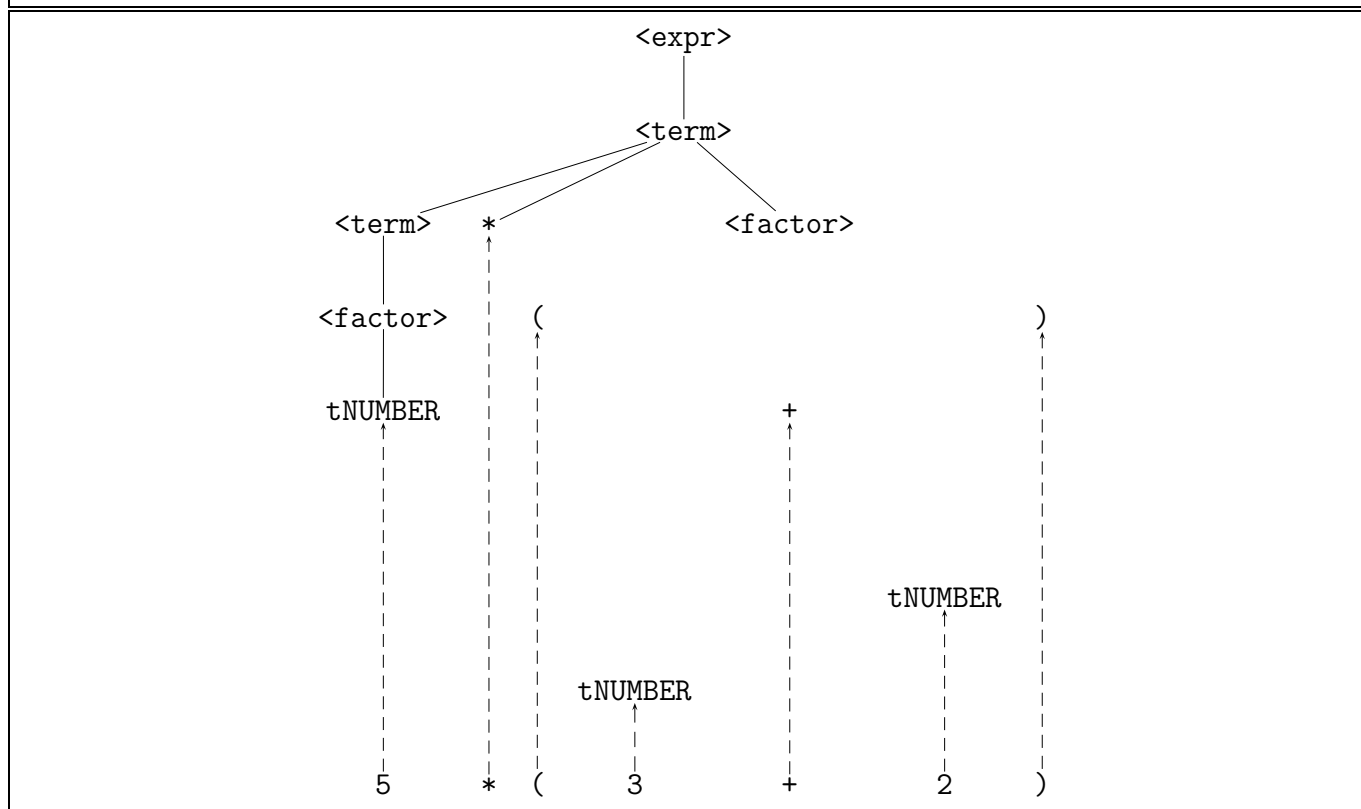 <expr>
<term>
<term> * <factor>
<factor> ( )
tNUMBER +
tNUMBER
tNUMBER
5 * ( 3 + 2 )